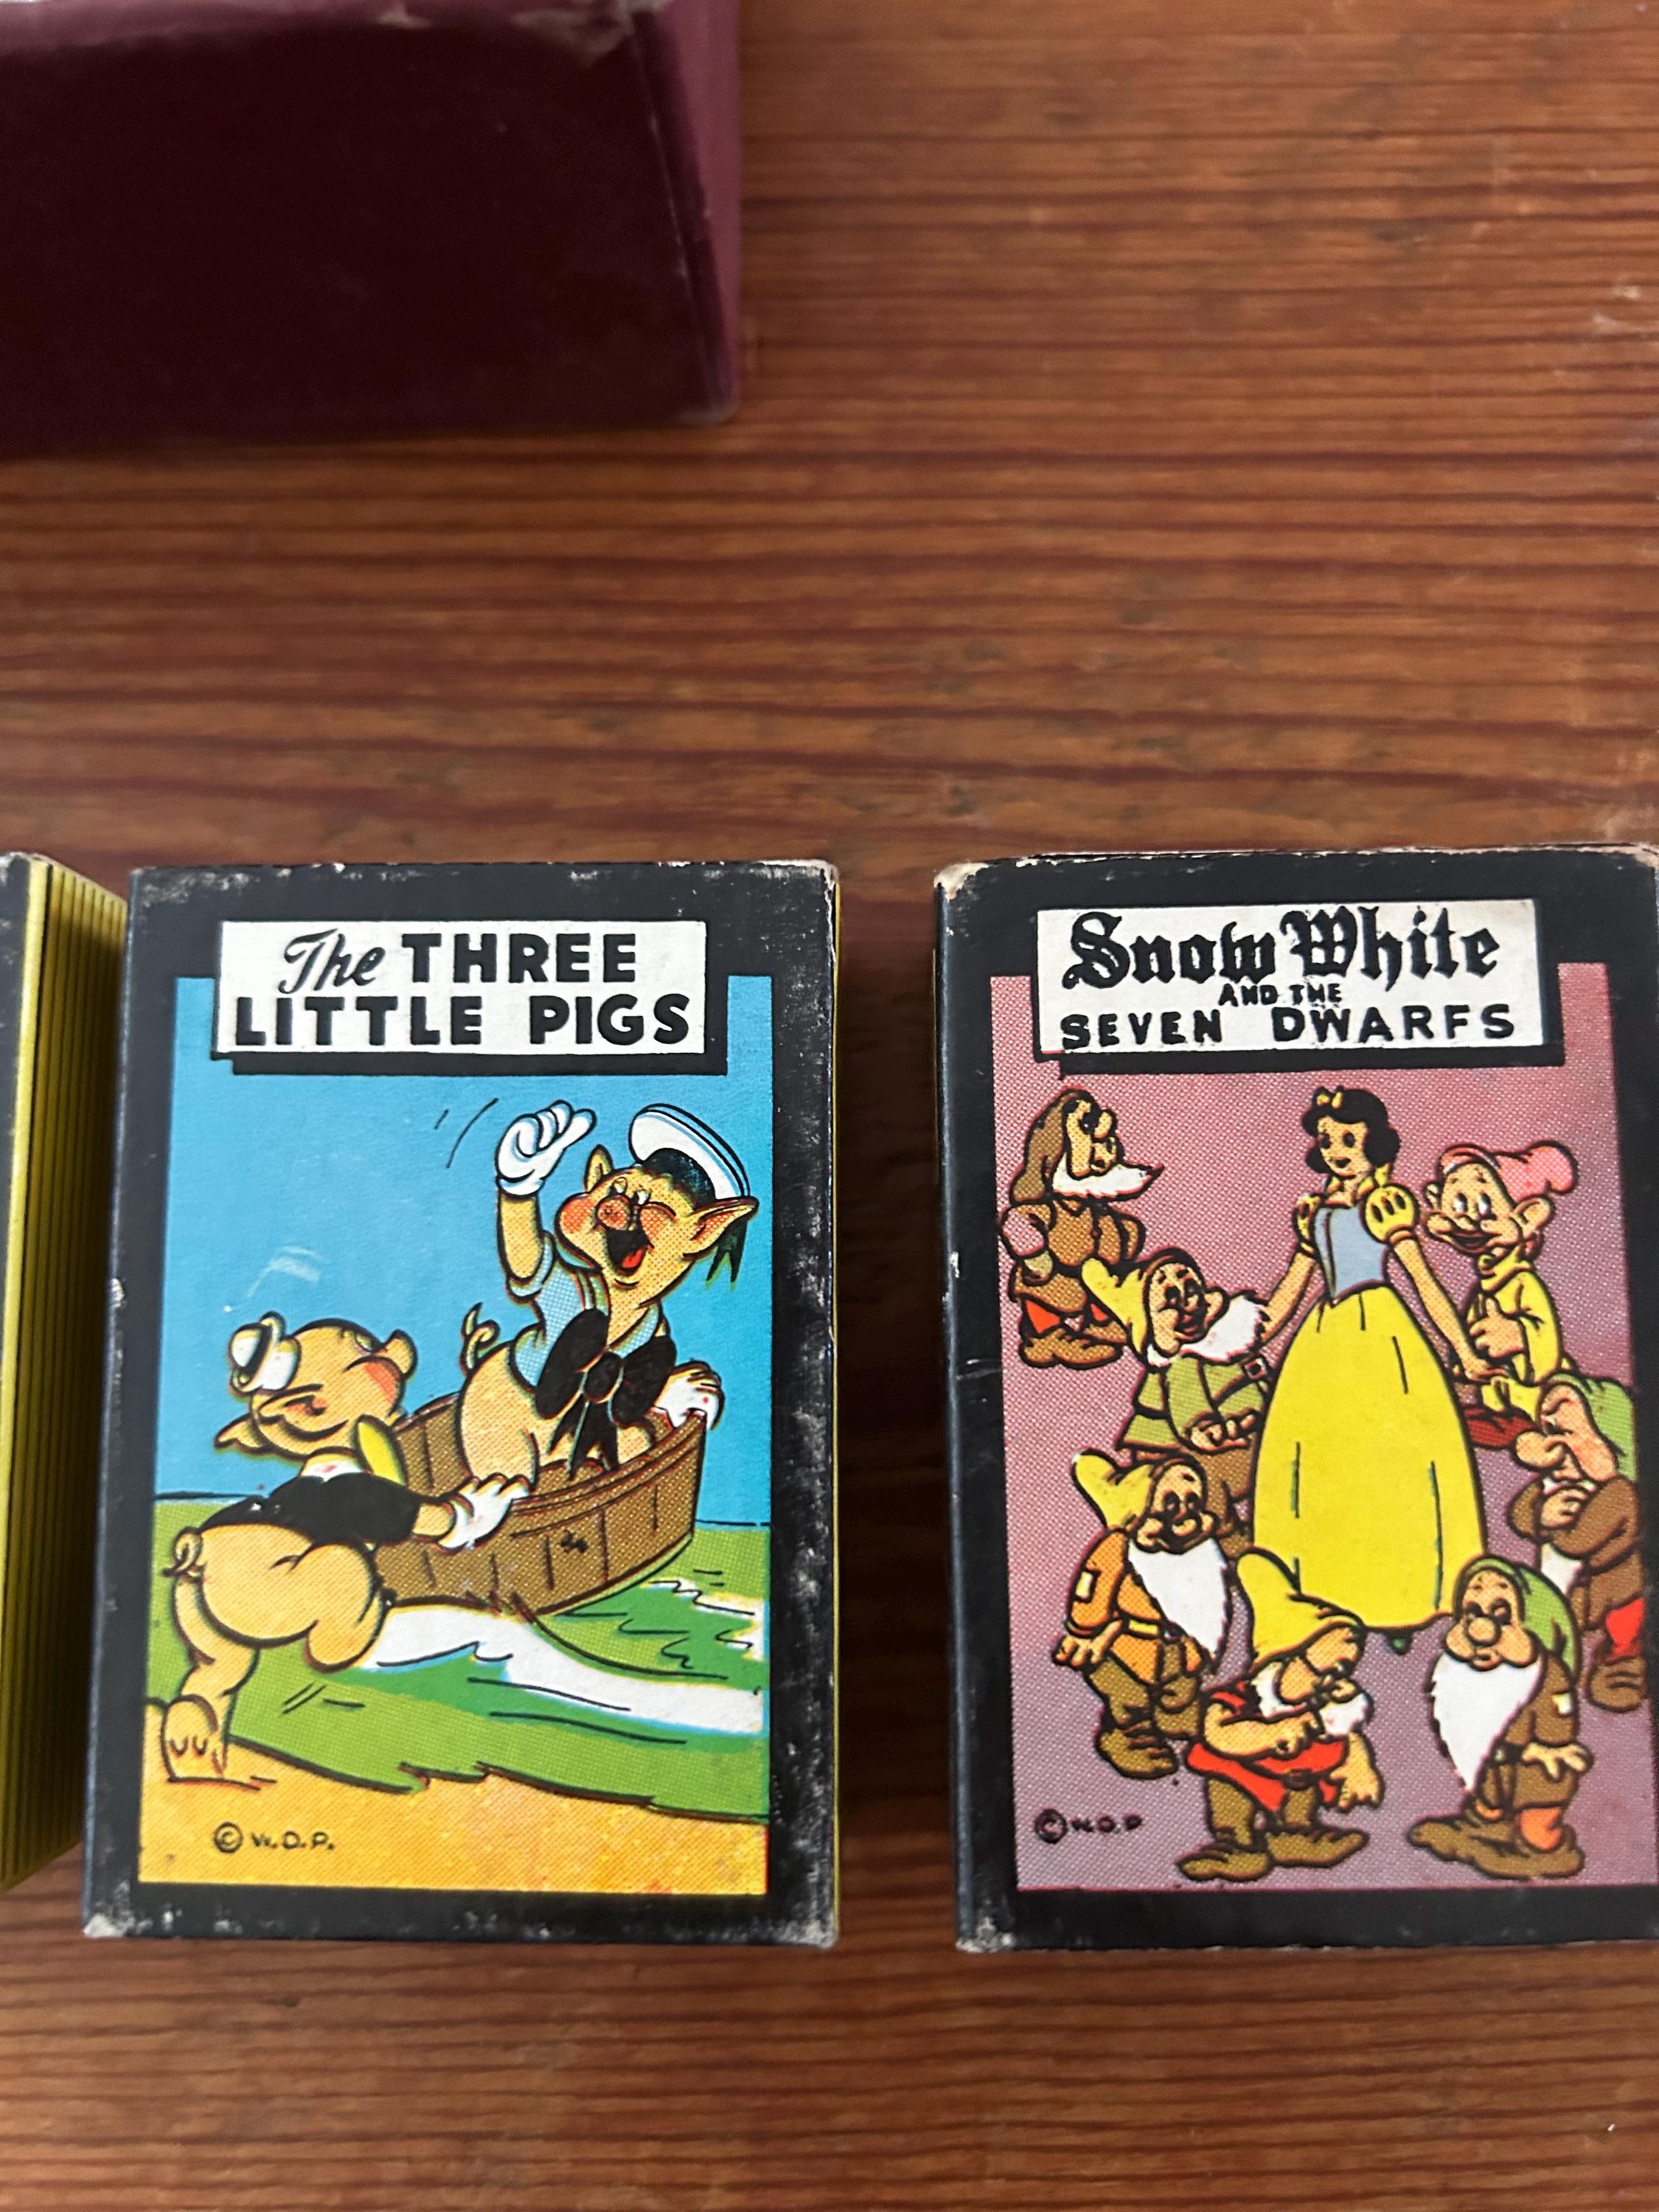 The THREE
LITTLE PIGS
© W.D.P.
Snow White
AND THE
SEVEN DWARFS
© W.D.P